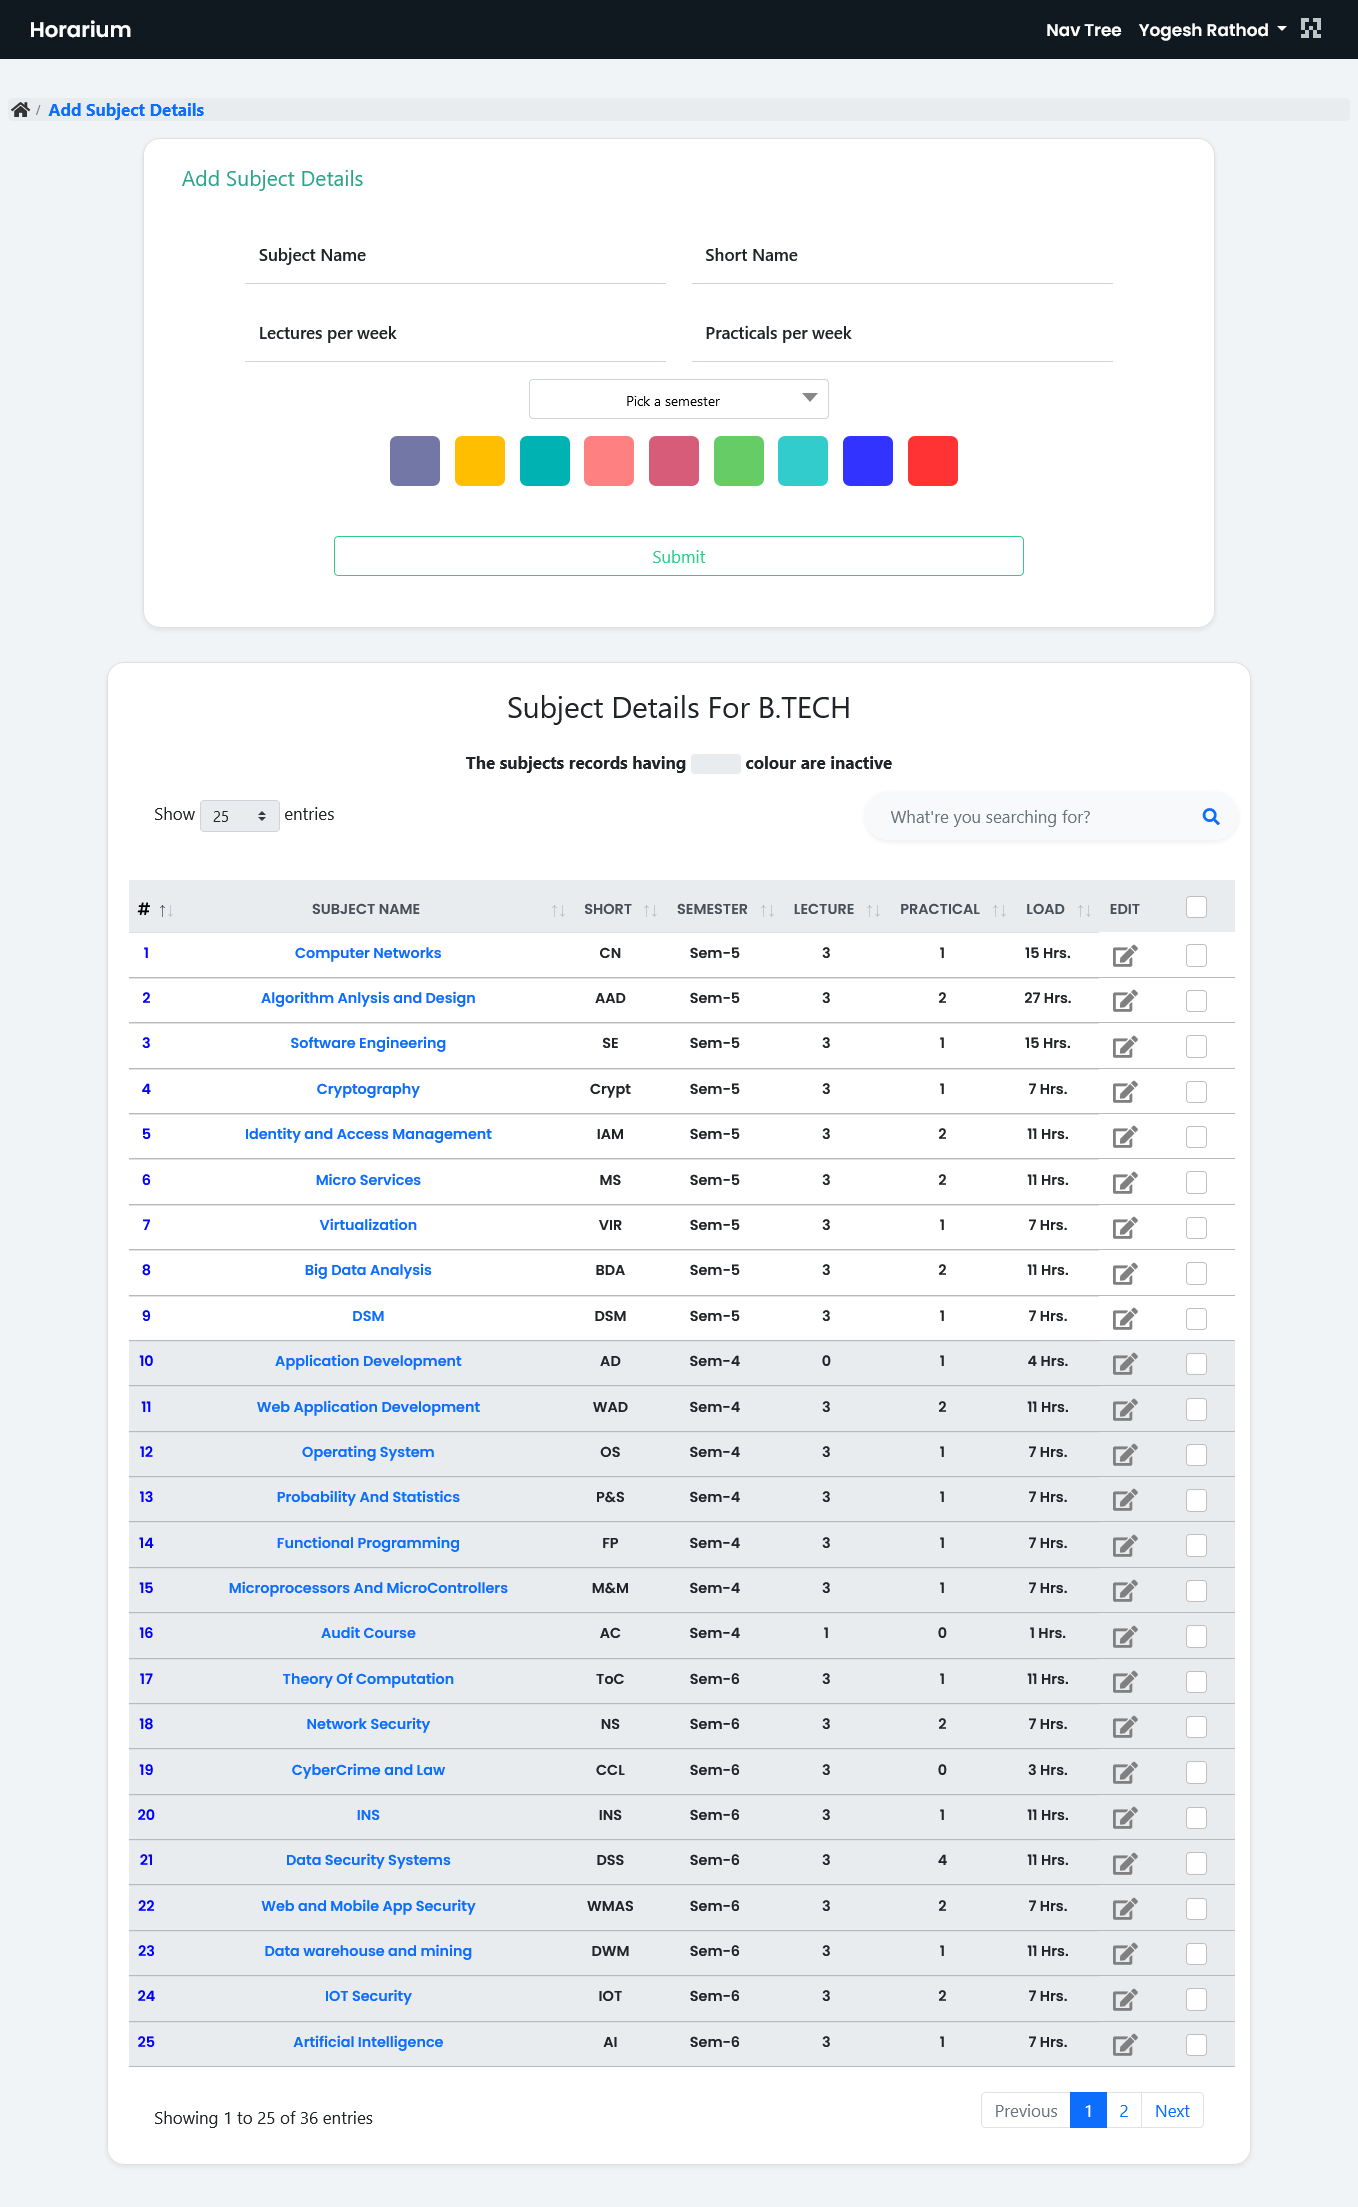 Horarium Nav Tree Yogesh Rathod
/ Add Subject Details
Add Subject Details
Subject Name Short Name
Lectures per week Practicals per week
Pick a semester
Submit
Subject Details For B.TECH
The subjects records having colour are inactive
Show 25 entries What're you searching for?
# ↑↓ SUBJECT NAME ↑↓ SHORT ↑↓ SEMESTER ↑↓ LECTURE ↑↓ PRACTICAL ↑↓ LOAD ↑↓ EDIT
1 Computer Networks CN Sem-5 3 1 15 Hrs.
2 Algorithm Anlysis and Design AAD Sem-5 3 2 27 Hrs.
3 Software Engineering SE Sem-5 3 1 15 Hrs.
4 Cryptography Crypt Sem-5 3 1 7 Hrs.
5 Identity and Access Management IAM Sem-5 3 2 11 Hrs.
6 Micro Services MS Sem-5 3 2 11 Hrs.
7 Virtualization VIR Sem-5 3 1 7 Hrs.
8 Big Data Analysis BDA Sem-5 3 2 11 Hrs.
9 DSM DSM Sem-5 3 1 7 Hrs.
10 Application Development AD Sem-4 0 1 4 Hrs.
11 Web Application Development WAD Sem-4 3 2 11 Hrs.
12 Operating System OS Sem-4 3 1 7 Hrs.
13 Probability And Statistics P&S Sem-4 3 1 7 Hrs.
14 Functional Programming FP Sem-4 3 1 7 Hrs.
15 Microprocessors And MicroControllers M&M Sem-4 3 1 7 Hrs.
16 Audit Course AC Sem-4 1 0 1 Hrs.
17 Theory Of Computation ToC Sem-6 3 1 11 Hrs.
18 Network Security NS Sem-6 3 2 7 Hrs.
19 CyberCrime and Law CCL Sem-6 3 0 3 Hrs.
20 INS INS Sem-6 3 1 11 Hrs.
21 Data Security Systems DSS Sem-6 3 4 11 Hrs.
22 Web and Mobile App Security WMAS Sem-6 3 2 7 Hrs.
23 Data warehouse and mining DWM Sem-6 3 1 11 Hrs.
24 IOT Security IOT Sem-6 3 2 7 Hrs.
25 Artificial Intelligence AI Sem-6 3 1 7 Hrs.
Showing 1 to 25 of 36 entries Previous 1 2 Next